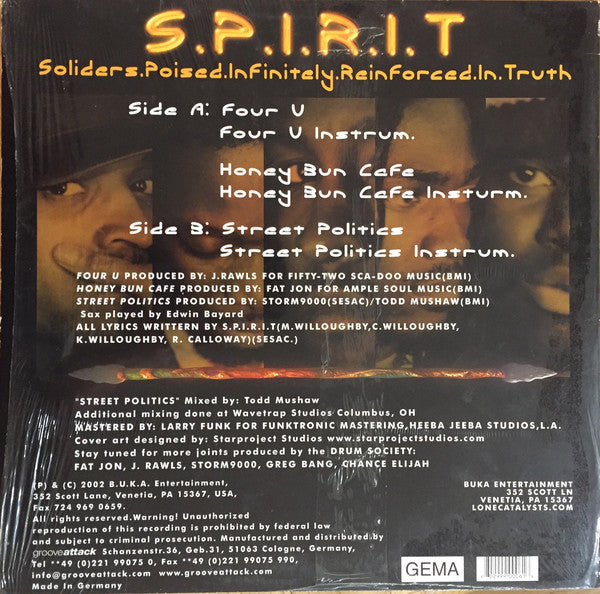 S.P.I.R.I.T
Soliders.Poised.Infinitely.Reinforced.In.Truth
Side A: Four U
Four U Instrum.
Honey Bun Cafe
Honey Bun Cafe Insturm.
Side B: Street Politics
Street Politics Instrum.
FOUR U PRODUCED BY: J.RAWLS FOR FIFTY-TWO SCA-DOO MUSIC(BMI)
HONEY BUN CAFE PRODUCED BY: FAT JON FOR AMPLE SOUL MUSIC(BMI)
STREET POLITICS PRODUCED BY: STORM9000(SESAC)/TODD MUSHAW(BMI)
Sax played by Edwin Bayard
ALL LYRICS WRITTERN BY S.P.I.R.I.T(M.WILLOUGHBY,C.WILLOUGHBY,
K.WILLOUGHBY, R. CALLOWAY)(SESAC.)
"STREET POLITICS" Mixed by: Todd Mushaw
Additional mixing done at Wavetrap Studios Columbus, OH
MASTERED BY: LARRY FUNK FOR FUNKTRONIC MASTERING,HEEBA JEEBA STUDIOS,L.A.
Cover art designed by: Starproject Studios www.starprojectstudios.com
Stay tuned for more joints produced by the DRUM SOCIETY:
FAT JON, J. RAWLS, STORM9000, GREG BANG, CHANCE ELIJAH
(P) & (C) 2002 B.U.K.A. Entertainment,
352 Scott Lane, Venetia, PA 15367, USA,
Fax 724 969 0659.
All rights reserved.Warning! Unauthorized
reproduction of this recording is prohibited by federal law
and subject to criminal prosecution. Manufactured and distributed by
grooveattack Schanzenstr.36, Geb.31, 51063 Cologne, Germany,
Tel **49 (0)221 99075 0, Fax **49 (0)221 99075 990,
info@grooveattack.com www.grooveattack.com
Made in Germany
BUKA ENTERTAINMENT
352 SCOTT LN
VENETIA, PA 15367
LONECATALYSTS.COM
GEMA